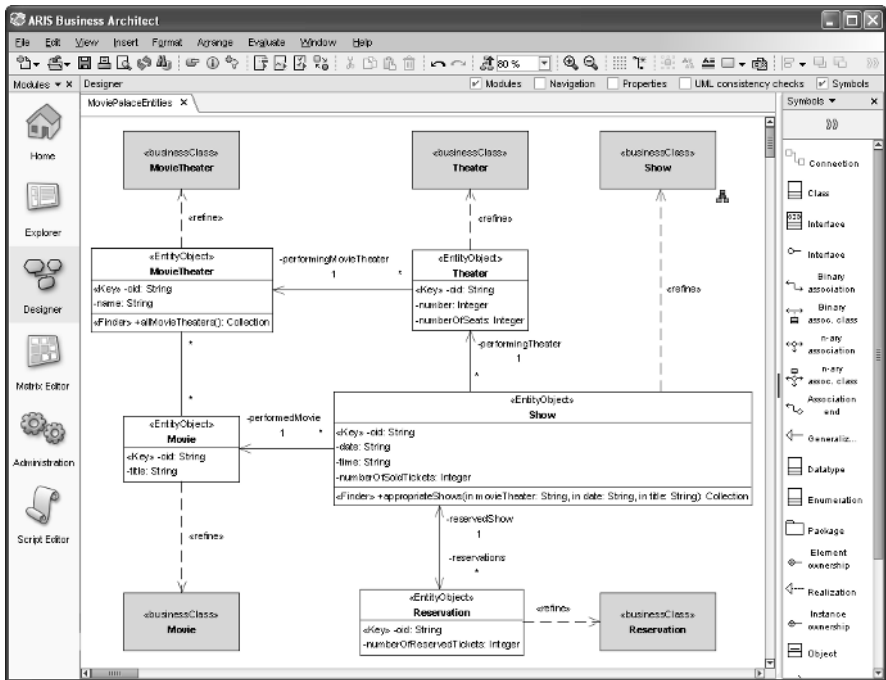 ARIS Business Architect
File Edit View Insert Format Arrange Evaluate Window Help
80 %
Modules
Designer
Modules Navigation Properties UML consistency checks Symbols
MoviePalaceEntities
Symbols
Home
Explorer
Designer
Matrix Editor
Administration
Script Editor
«businessClass»
MovieTheater
«businessClass»
Theater
«businessClass»
Show
«refine»
«refine»
«refine»
«EntityObject»
MovieTheater
«Key» -oid: String
-name: String
«Finder» +allMovieTheaters(): Collection
-performingMovieTheater
1
*
«EntityObject»
Theater
«Key» -oid: String
-number: Integer
-numberOfSeats: Integer
-performingTheater
1
*
*
*
«EntityObject»
Movie
«Key» -oid: String
-title: String
-performedMovie
1
*
«EntityObject»
Show
«Key» -oid: String
-date: String
-time: String
-numberOfSoldTickets: Integer
«Finder» +appropriateShows(in movieTheater: String, in date: String, in title: String): Collection
-reservedShow
1
-reservations
*
«refine»
«businessClass»
Movie
«EntityObject»
Reservation
«Key» -oid: String
-numberOfReservedTickets: Integer
«refine»
«businessClass»
Reservation
Connection
Class
Interface
Interface
Binary
association
Binary
assoc. class
n-ary
association
n-ary
assoc. class
Association
end
Generaliz...
Datatype
Enumeration
Package
Element
ownership
Realization
Instance
ownership
Object